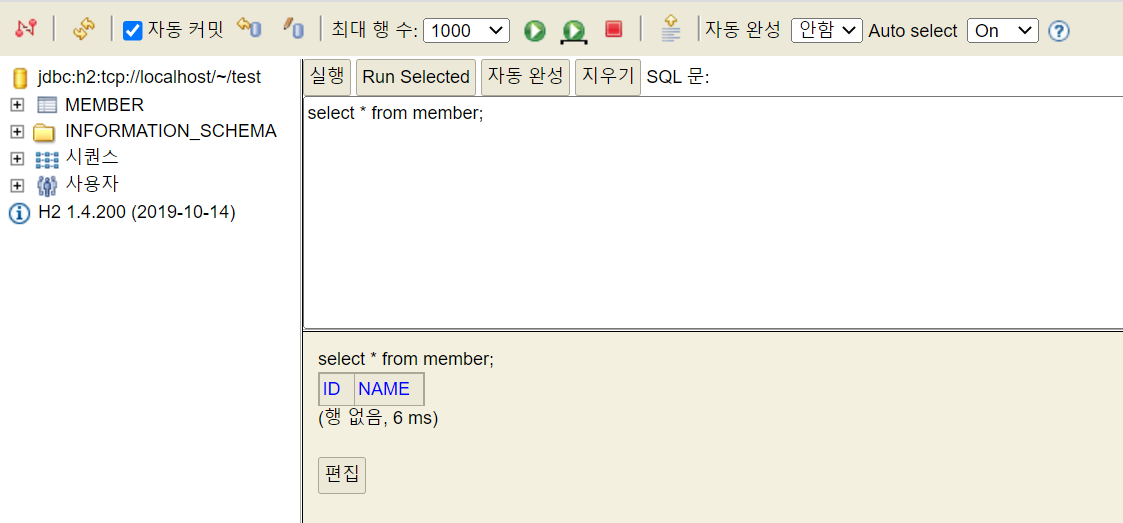 자동 커밋 최대 행 수: 1000 자동 완성 안함 Auto select On
jdbc:h2:tcp://localhost/~/test
MEMBER
INFORMATION_SCHEMA
시퀀스
사용자
H2 1.4.200 (2019-10-14)
실행 Run Selected 자동 완성 지우기 SQL 문:
select * from member;
select * from member;
ID NAME
(행 없음, 6 ms)
편집